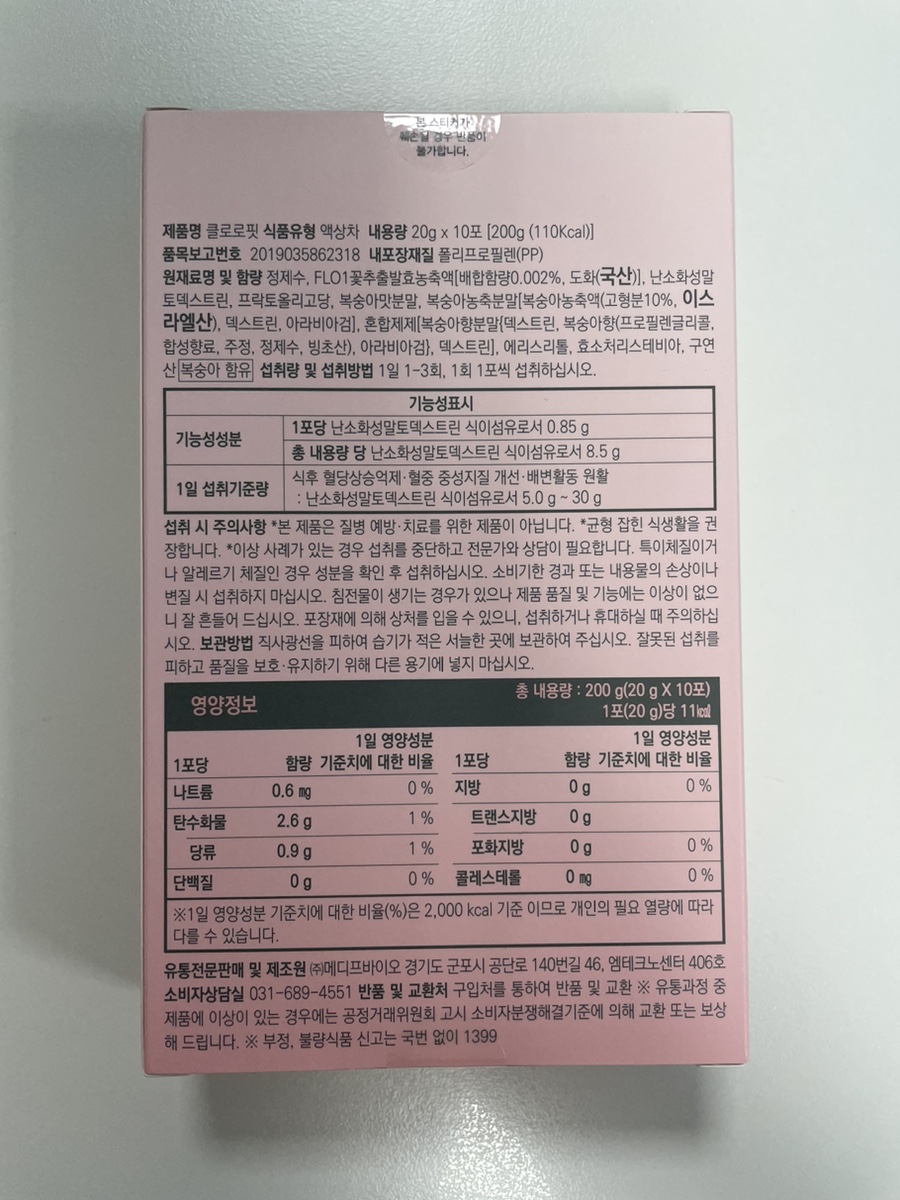 본 스티커가
훼손될 경우 반품이
불가합니다.
제품명 클로로핏 식품유형 액상차 내용량 20g x 10포 [200g (110Kcal)]
품목보고번호 2019035862318 내포장재질 폴리프로필렌(PP)
원재료명 및 함량 정제수, FLO1꽃추출발효농축액[배합함량0.002%, 도화(국산)], 난소화성말
토덱스트린, 프락토올리고당, 복숭아맛분말, 복숭아농축분말[복숭아농축액(고형분10%, 이스
라엘산), 덱스트린, 아라비아검], 혼합제제[복숭아향분말{덱스트린, 복숭아향(프로필렌글리콜,
합성향료, 주정, 정제수, 빙초산), 아라비아검}, 덱스트린], 에리스리톨, 효소처리스테비아, 구연
산 복숭아 함유 섭취량 및 섭취방법 1일 1-3회, 1회 1포씩 섭취하십시오.
기능성표시
기능성성분 1포당 난소화성말토덱스트린 식이섬유로서 0.85 g
총 내용량 당 난소화성말토덱스트린 식이섬유로서 8.5 g
1일 섭취기준량 식후 혈당상승억제·혈중 중성지질 개선·배변활동 원활
: 난소화성말토덱스트린 식이섬유로서 5.0 g ~ 30 g
섭취 시 주의사항 *본 제품은 질병 예방·치료를 위한 제품이 아닙니다. *균형 잡힌 식생활을 권
장합니다. *이상 사례가 있는 경우 섭취를 중단하고 전문가와 상담이 필요합니다. 특이체질이거
나 알레르기 체질인 경우 성분을 확인 후 섭취하십시오. 소비기한 경과 또는 내용물의 손상이나
변질 시 섭취하지 마십시오. 침전물이 생기는 경우가 있으나 제품 품질 및 기능에는 이상이 없으
니 잘 흔들어 드십시오. 포장재에 의해 상처를 입을 수 있으니, 섭취하거나 휴대하실 때 주의하십
시오. 보관방법 직사광선을 피하여 습기가 적은 서늘한 곳에 보관하여 주십시오. 잘못된 섭취를
피하고 품질을 보호·유지하기 위해 다른 용기에 넣지 마십시오.
영양정보 총 내용량 : 200 g(20 g X 10포)
1포(20 g)당 11㎉
1포당 함량 1일 영양성분 기준치에 대한 비율 1포당 함량 1일 영양성분 기준치에 대한 비율
나트륨 0.6 ㎎ 0 % 지방 0 g 0 %
탄수화물 2.6 g 1 % 트랜스지방 0 g
당류 0.9 g 1 % 포화지방 0 g 0 %
단백질 0 g 0 % 콜레스테롤 0 ㎎ 0 %
※1일 영양성분 기준치에 대한 비율(%)은 2,000 kcal 기준 이므로 개인의 필요 열량에 따라
다를 수 있습니다.
유통전문판매 및 제조원 ㈜메디프바이오 경기도 군포시 공단로 140번길 46, 엠테크노센터 406호
소비자상담실 031-689-4551 반품 및 교환처 구입처를 통하여 반품 및 교환 ※ 유통과정 중
제품에 이상이 있는 경우에는 공정거래위원회 고시 소비자분쟁해결기준에 의해 교환 또는 보상
해 드립니다. ※ 부정, 불량식품 신고는 국번 없이 1399